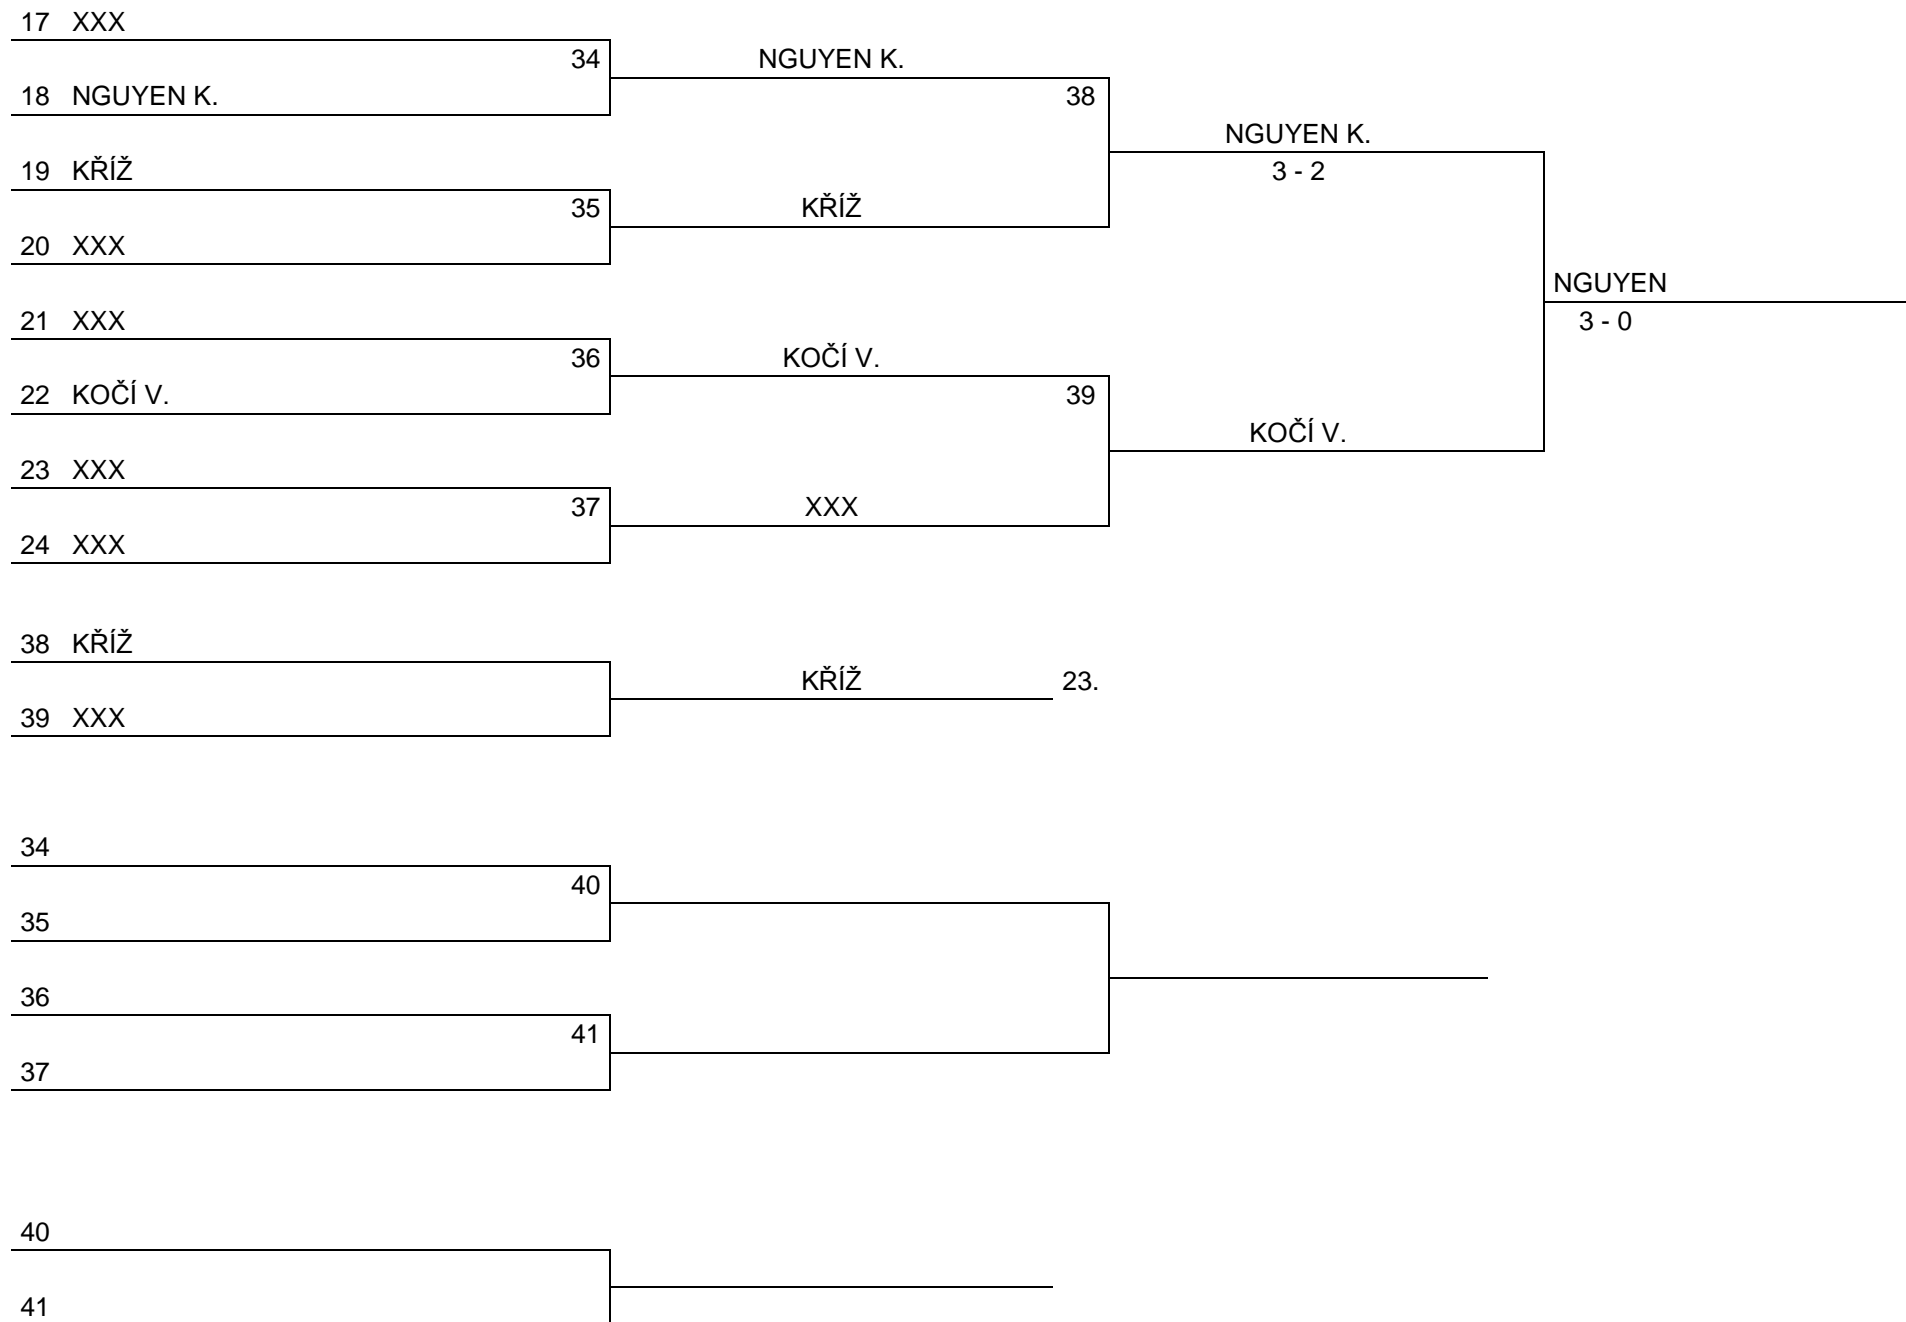 17 XXX
34 NGUYEN K.
18 NGUYEN K. 38
NGUYEN K.
19 KŘÍŽ 3 - 2
35 KŘÍŽ
20 XXX
NGUYEN
21 XXX 3 - 0
36 KOČÍ V.
22 KOČÍ V. 39
KOČÍ V.
23 XXX
37 XXX
24 XXX
38 KŘÍŽ
KŘÍŽ 23.
39 XXX
34
40
35
36
41
37
40
41